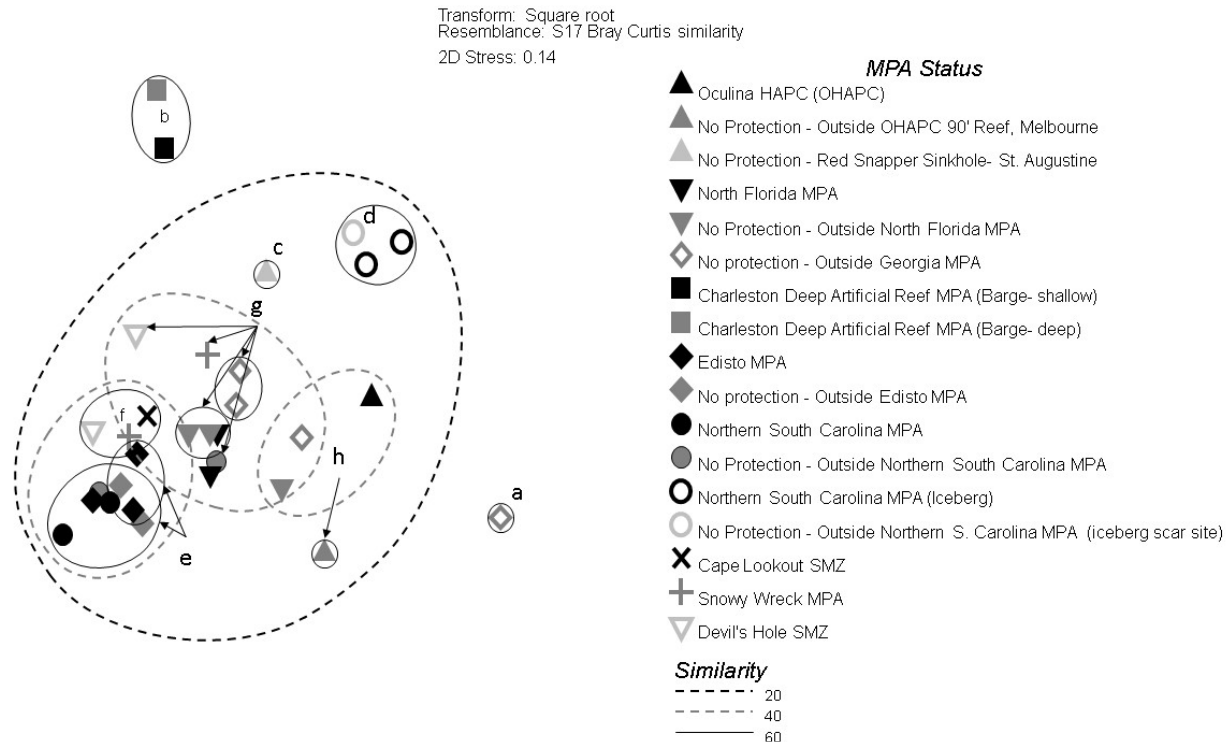 Transform: Square root
Resemblance: S17 Bray Curtis similarity
2D Stress: 0.14
MPA Status
Oculina HAPC (OHAPC)
No Protection - Outside OHAPC 90' Reef, Melbourne
No Protection - Red Snapper Sinkhole- St. Augustine
North Florida MPA
No Protection - Outside North Florida MPA
No protection - Outside Georgia MPA
Charleston Deep Artificial Reef MPA (Barge- shallow)
Charleston Deep Artificial Reef MPA (Barge- deep)
Edisto MPA
No protection - Outside Edisto MPA
Northern South Carolina MPA
No Protection - Outside Northern South Carolina MPA
Northern South Carolina MPA (Iceberg)
No Protection - Outside Northern S. Carolina MPA (iceberg scar site)
Cape Lookout SMZ
Snowy Wreck MPA
Devil's Hole SMZ
Similarity
20
40
60
b
d
c
g
f
h
a
e